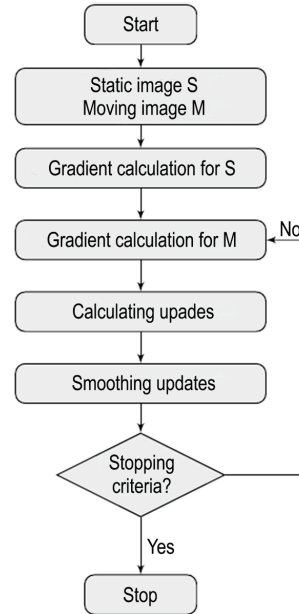 Start
Static image S
Moving image M
Gradient calculation for S
Gradient calculation for M
No
Calculating upades
Smoothing updates
Stopping
criteria?
Yes
Stop